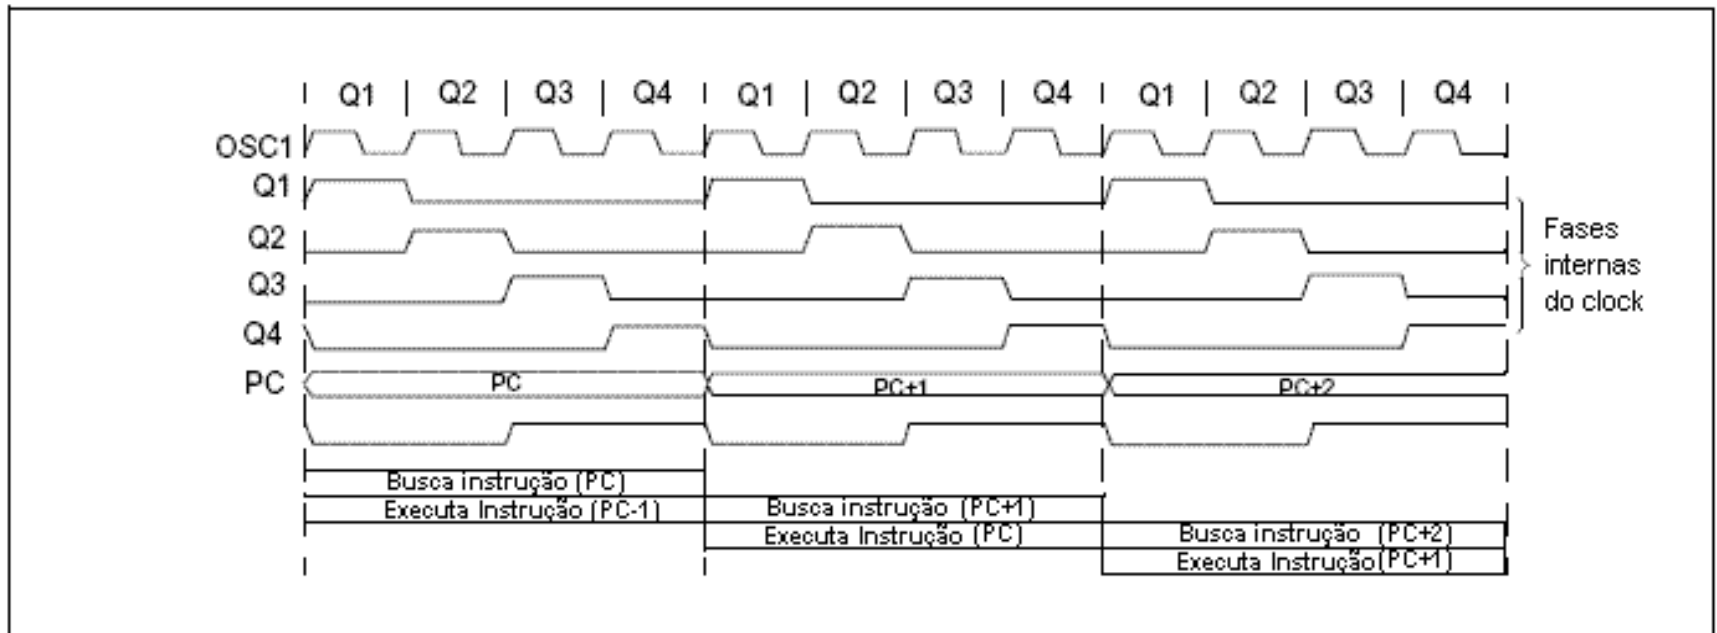 Q1 Q2 Q3 Q4 Q1 Q2 Q3 Q4 Q1 Q2 Q3 Q4
OSC1
Q1
Q2
Fases
internas
do clock
Q3
Q4
PC PC PC+1 PC+2
Busca instrução (PC)
Executa Instrução (PC-1) Busca instrução (PC+1)
Executa Instrução (PC) Busca instrução (PC+2)
Executa Instrução (PC+1)